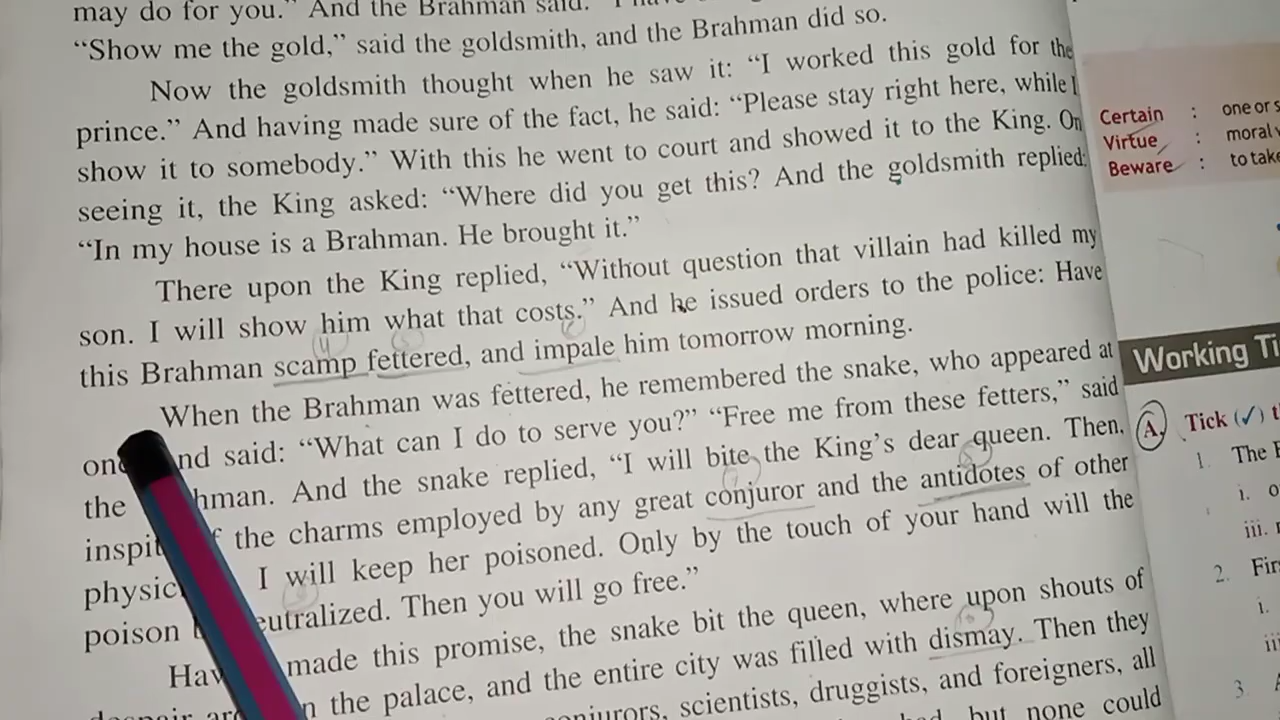 may do for you." And the Brahman said:
"Show me the gold," said the goldsmith, and the Brahman did so.
Now the goldsmith thought when he saw it: "I worked this gold for the
prince." And having made sure of the fact, he said: "Please stay right here, while I
show it to somebody." With this he went to court and showed it to the King. On
seeing it, the King asked: "Where did you get this? And the goldsmith replied:
"In my house is a Brahman. He brought it."
There upon the King replied, "Without question that villain had killed my
son. I will show him what that costs." And he issued orders to the police: Have
this Brahman scamp fettered, and impale him tomorrow morning.
When the Brahman was fettered, he remembered the snake, who appeared at
and said: "What can I do to serve you?" "Free me from these fetters," said
the hman. And the snake replied, "I will bite the King's dear queen. Then,
inspit f the charms employed by any great conjuror and the antidotes of other
physic I will keep her poisoned. Only by the touch of your hand will the
poison eutralized. Then you will go free."
Hav made this promise, the snake bit the queen, where upon shouts of
despair n the palace, and the entire city was filled with dismay. Then they
conjurors, scientists, druggists, and foreigners, all
but none could
Certain : one or
Virtue : moral
Beware : to take
Working Ti
A. Tick (✓) t
1. The
i.
iii.
2. Fir
i.
ii
3.